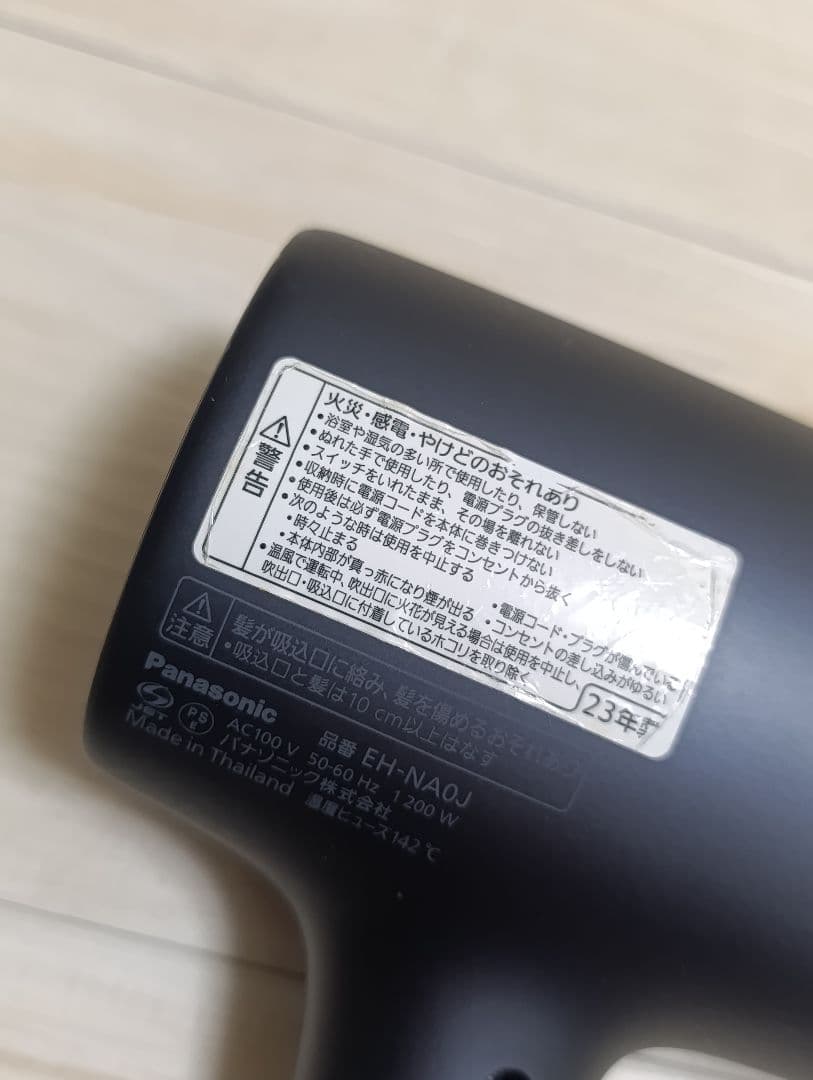 警告
火災・感電・やけどのおそれあり
•浴室や湿気の多い所で使用したり、保管しない
•ぬれた手で使用したり、電源プラグの抜き差しをしない
•スイッチをいれたまま、その場を離れない
•収納時に電源コードを本体に巻きつけない
•使用後は必ず電源プラグをコンセントから抜く
•次のような時は使用を中止する
・時々止まる
・本体内部が真っ赤になり煙が出る
•電源コード・プラグが傷んでいる
•コンセントの差し込みがゆるい
•温風で運転中、吹出口に火花が見える場合は使用を中止し、
吹出口・吸込口に付着しているホコリを取り除く
23年製
注意
髪が吸込口に絡み、髪を傷めるおそれあり
•吸込口と髪は10 cm以上はなす
Panasonic
品番 EH-NA0J
JET
PS
AC100 V 50-60 Hz 1 200 W
パナソニック株式会社
Made in Thailand 温度ヒューズ142 ℃